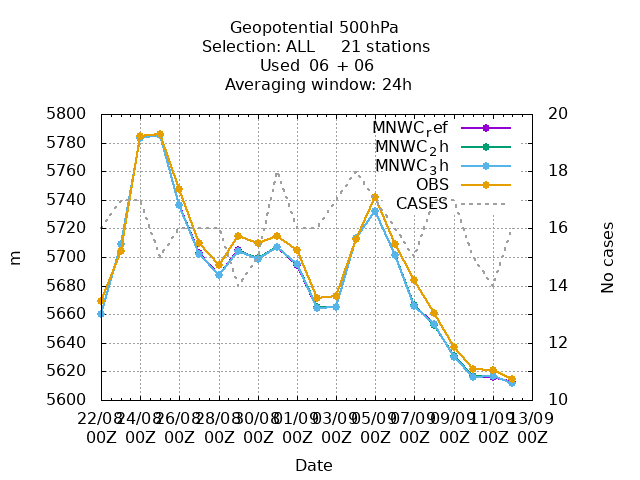 Geopotential 500hPa
Selection: ALL 21 stations
Used 06 + 06
Averaging window: 24h
5800
5780
5760
5740
5720
5700
5680
5660
5640
5620
5600
m
20
18
16
14
12
10
No cases
MNWC_ref
MNWC_2h
MNWC_3h
OBS
CASES
22/08 24/08 26/08 28/08 30/08 01/09 03/09 05/09 07/09 09/09 11/09 13/09
00Z 00Z 00Z 00Z 00Z 00Z 00Z 00Z 00Z 00Z 00Z 00Z
Date